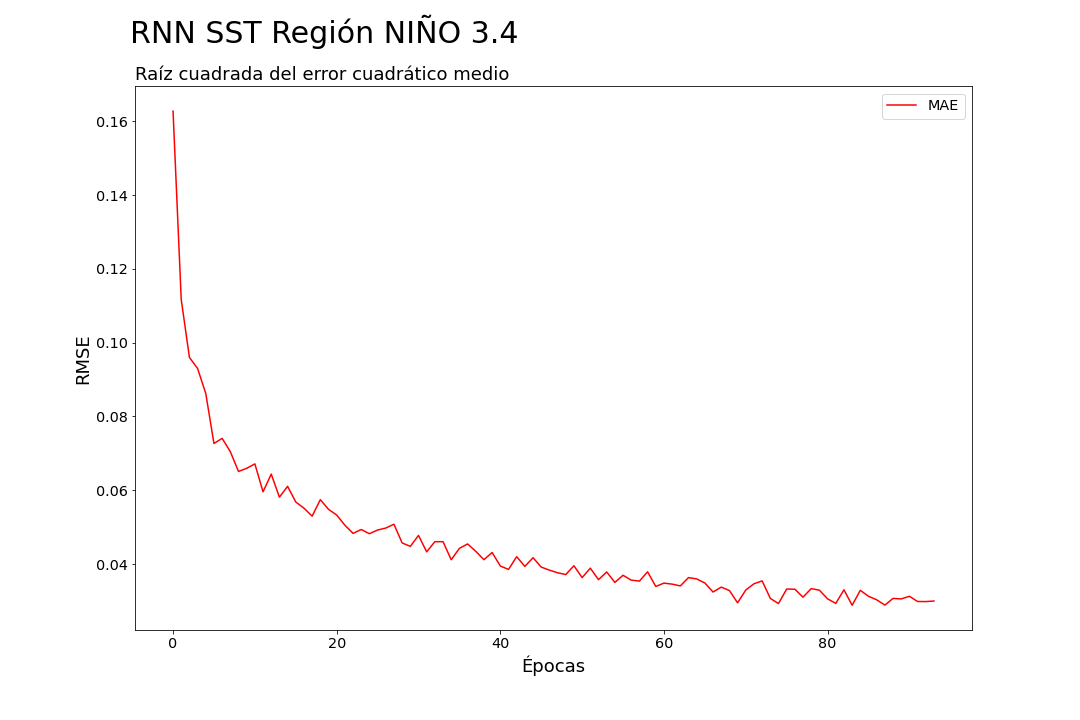 RNN SST Región NIÑO 3.4
Raíz cuadrada del error cuadrático medio
MAE
0.16
0.14
0.12
0.10
0.08
0.06
0.04
RMSE
0 20 40 60 80
Épocas